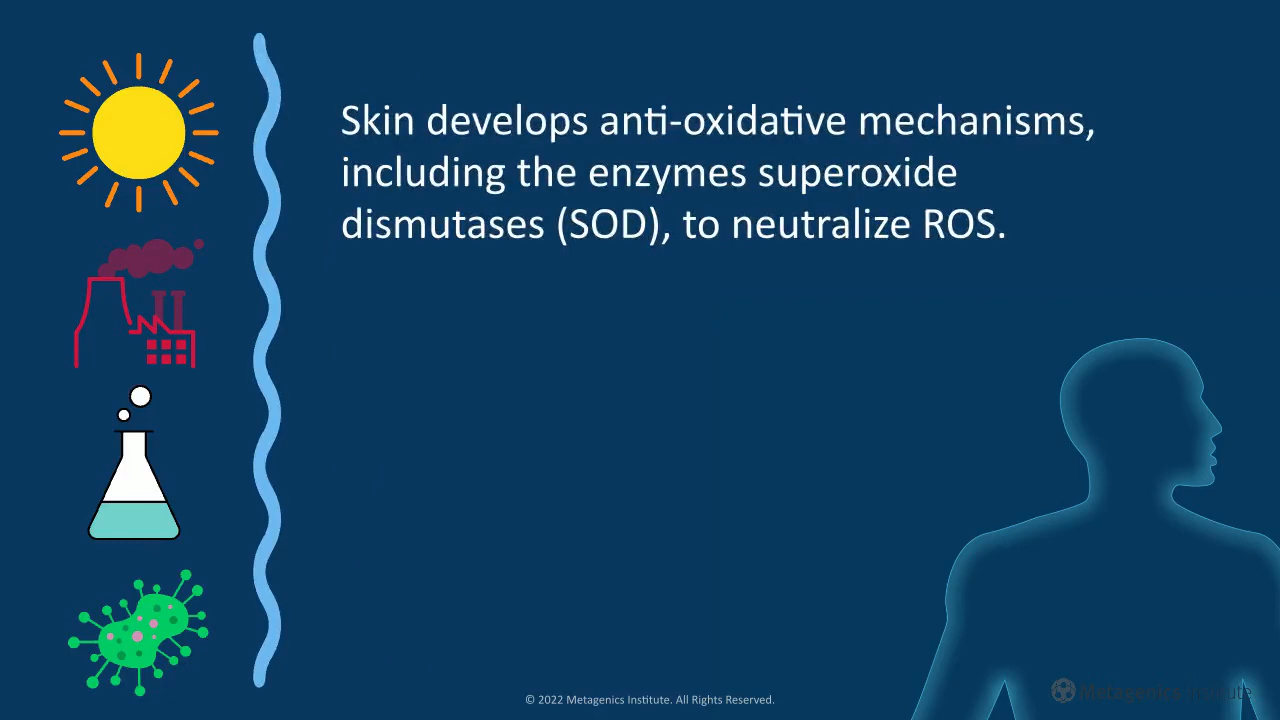 Skin develops anti-oxidative mechanisms,
including the enzymes superoxide
dismutases (SOD), to neutralize ROS.
© 2022 Metagenics Institute. All Rights Reserved.
Metagenics Institute